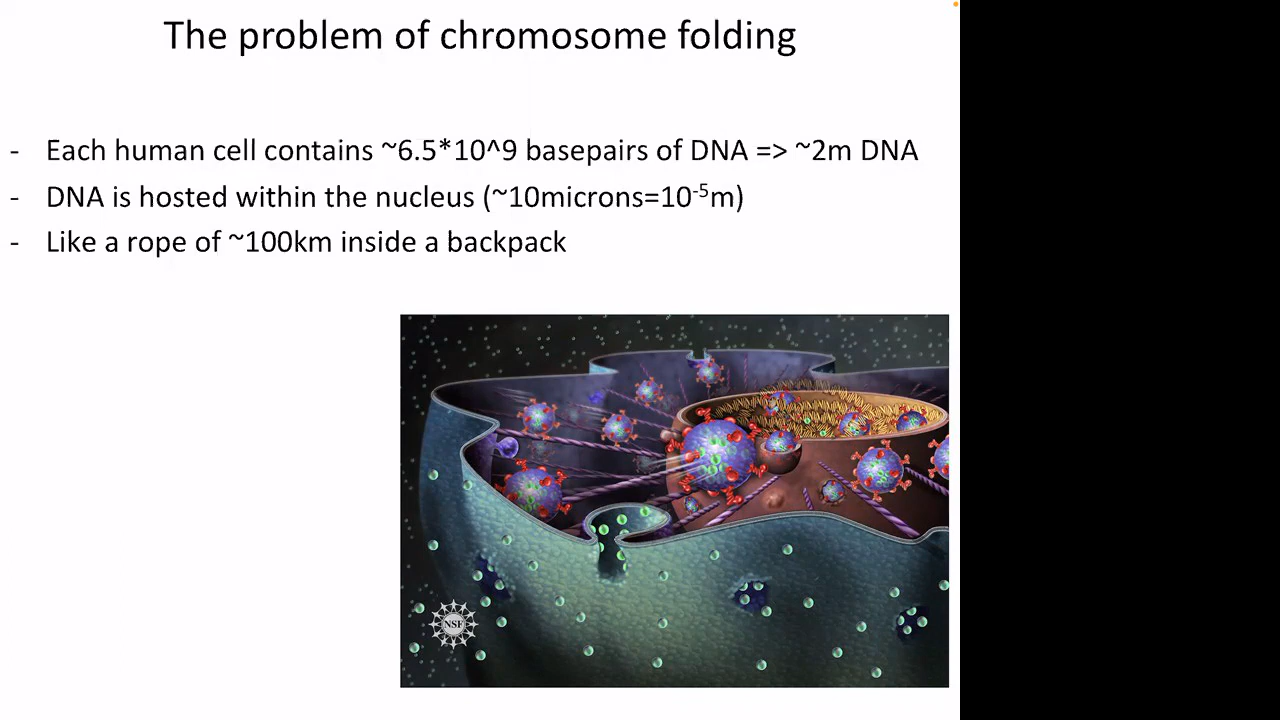 The problem of chromosome folding
- Each human cell contains ~6.5*10^9 basepairs of DNA => ~2m DNA
- DNA is hosted within the nucleus (~10microns=10⁻⁵m)
- Like a rope of ~100km inside a backpack
NSF